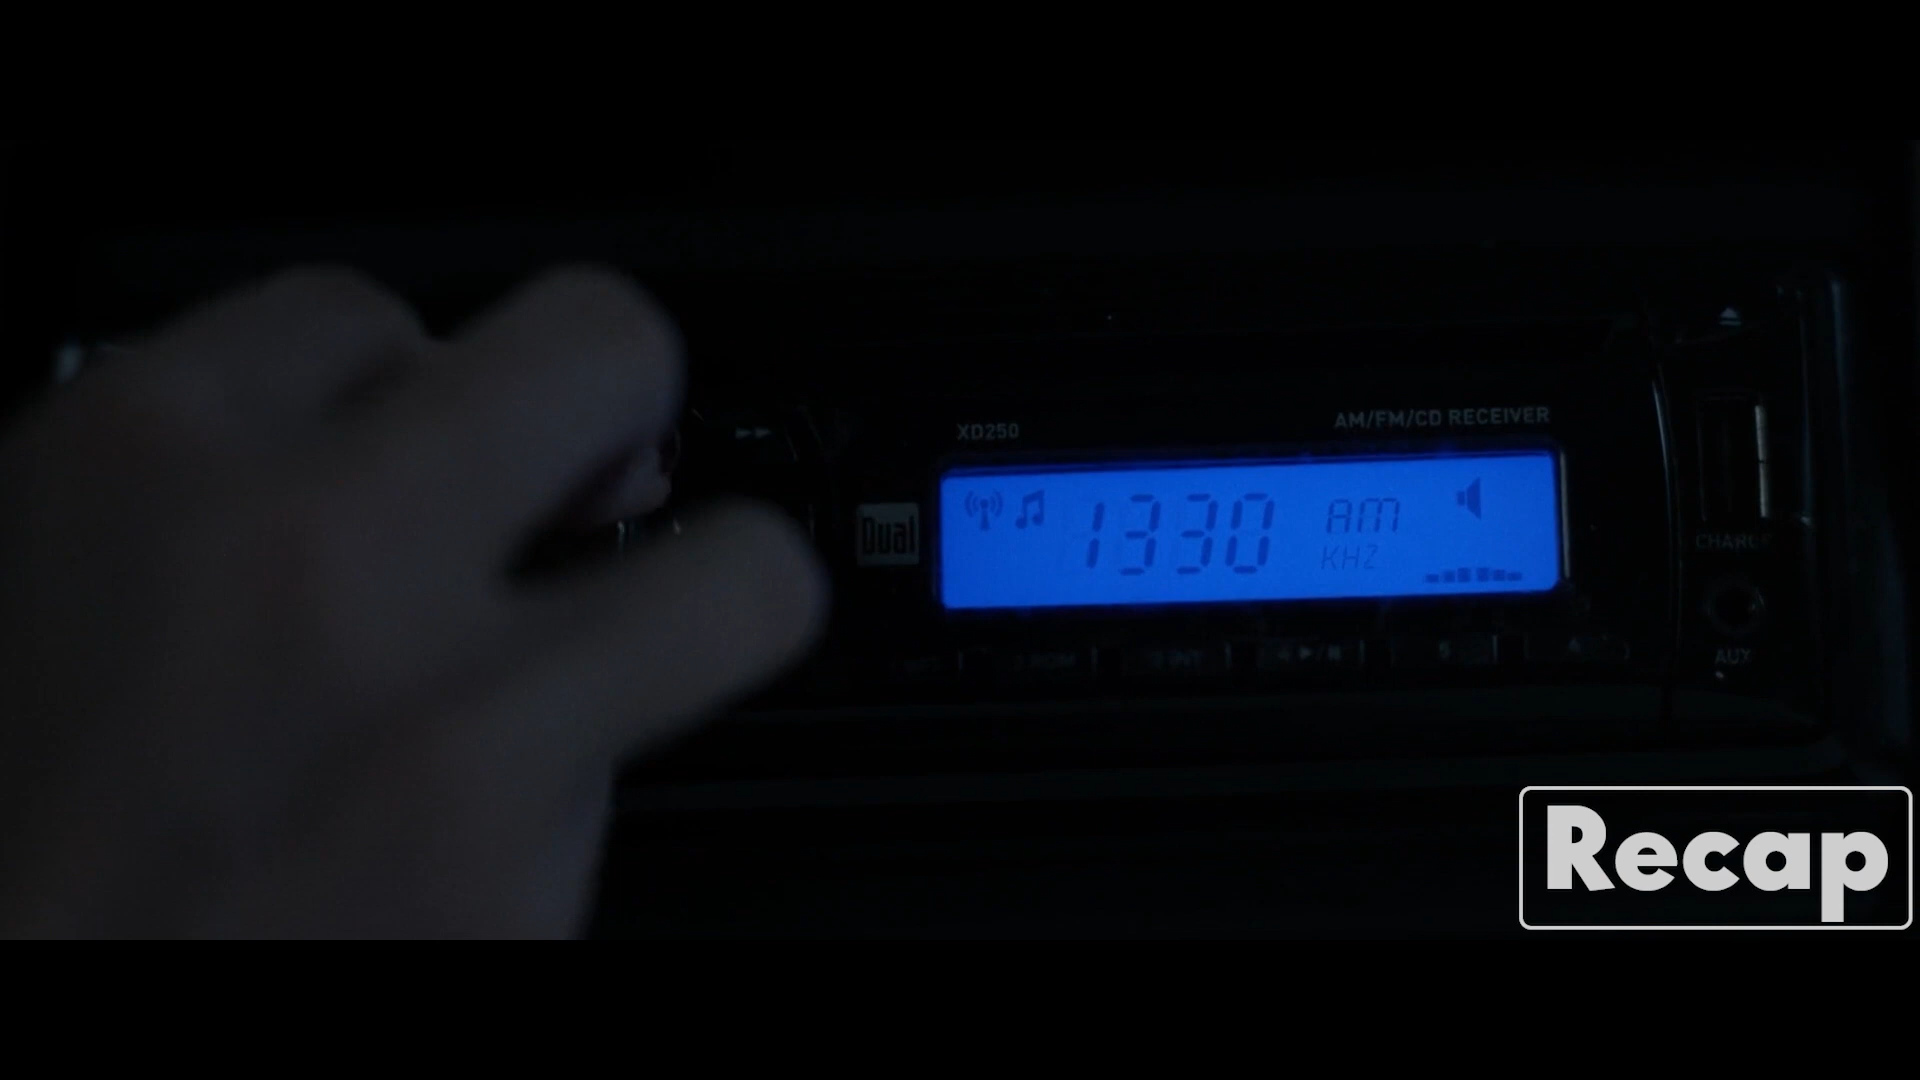 XD250
AM/FM/CD RECEIVER
Dual
1330 AM
KHZ
CHARGE
AUX
Recap